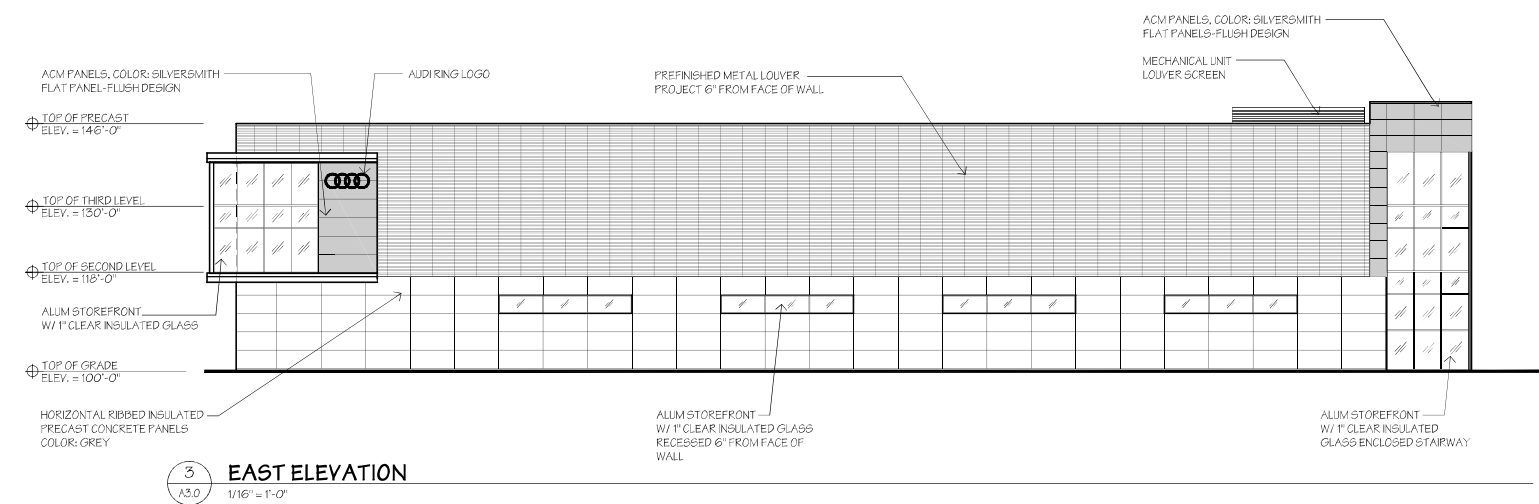 ACM PANELS, COLOR: SILVERSMITH
FLAT PANELS-FLUSH DESIGN
MECHANICAL UNIT
LOUVER SCREEN
ACM PANELS, COLOR: SILVERSMITH
FLAT PANEL-FLUSH DESIGN
AUDI RING LOGO
PREFINISHED METAL LOUVER
PROJECT 6" FROM FACE OF WALL
TOP OF PRECAST
ELEV. = 146'-0"
TOP OF THIRD LEVEL
ELEV. = 130'-0"
TOP OF SECOND LEVEL
ELEV. = 118'-0"
ALUM STOREFRONT
W/ 1" CLEAR INSULATED GLASS
TOP OF GRADE
ELEV. = 100'-0"
HORIZONTAL RIBBED INSULATED
PRECAST CONCRETE PANELS
COLOR: GREY
ALUM STOREFRONT
W/ 1" CLEAR INSULATED GLASS
RECESSED 6" FROM FACE OF
WALL
ALUM STOREFRONT
W/ 1" CLEAR INSULATED
GLASS ENCLOSED STAIRWAY
3
A3.0
EAST ELEVATION
1/16" = 1'-0"